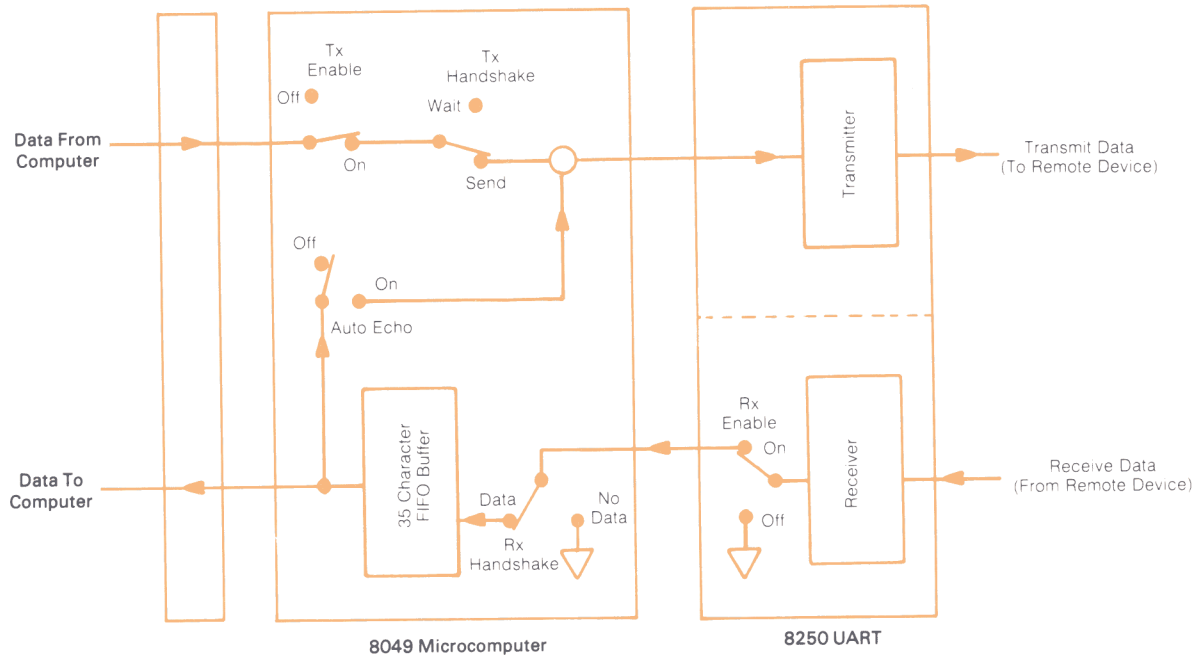 Tx
Enable
Off
On
Tx
Handshake
Wait
Send
Data From
Computer
Transmitter
Transmit Data
(To Remote Device)
Off
On
Auto Echo
35 Character
FIFO Buffer
Data
Rx
Handshake
No
Data
Rx
Enable
On
Off
Receiver
Data To
Computer
Receive Data
(From Remote Device)
8049 Microcomputer
8250 UART